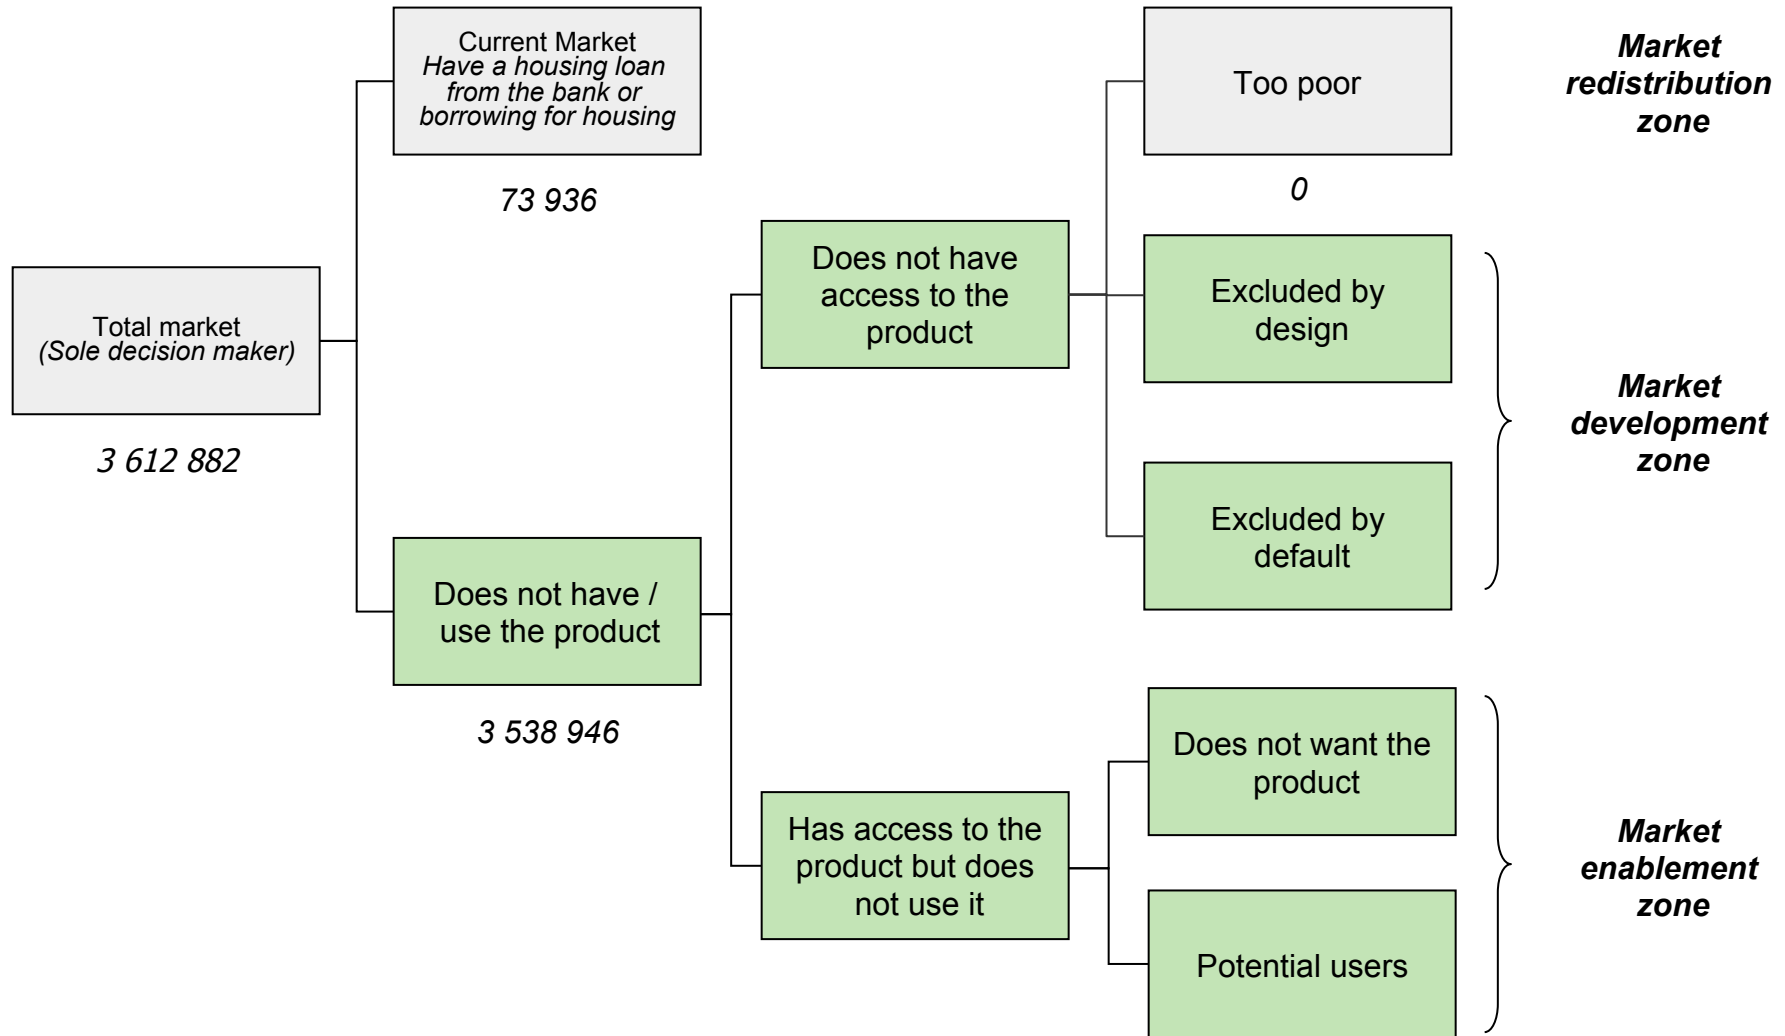 Current Market
Have a housing loan
from the bank or
borrowing for housing
73 936
Too poor
0
Market
redistribution
zone
Total market
(Sole decision maker)
3 612 882
Does not have
access to the
product
Excluded by
design
Excluded by
default
Market
development
zone
Does not have /
use the product
3 538 946
Has access to the
product but does
not use it
Does not want the
product
Potential users
Market
enablement
zone